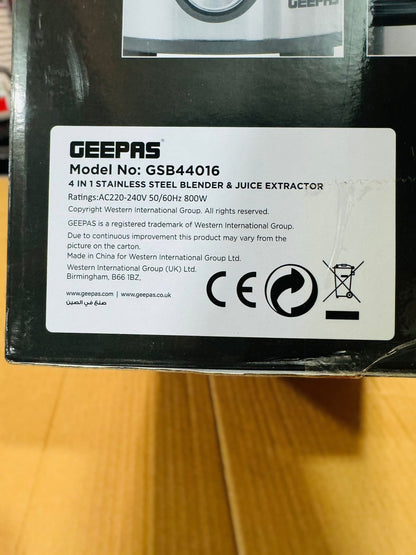 GEEPAS
GEEPAS
Model No: GSB44016
4 IN 1 STAINLESS STEEL BLENDER & JUICE EXTRACTOR
Ratings:AC220-240V 50/60Hz 800W
Copyright Western International Group. All rights reserved.
GEEPAS is a registered trademark of Western International Group.
Due to continuous improvement this product may vary from the
picture on the carton.
Made in China for Western International Group Ltd.
Western International Group (UK) Ltd.
Birmingham, B66 1BZ,
www.geepas.com | www.geepas.co.uk
صنع في الصين
CE